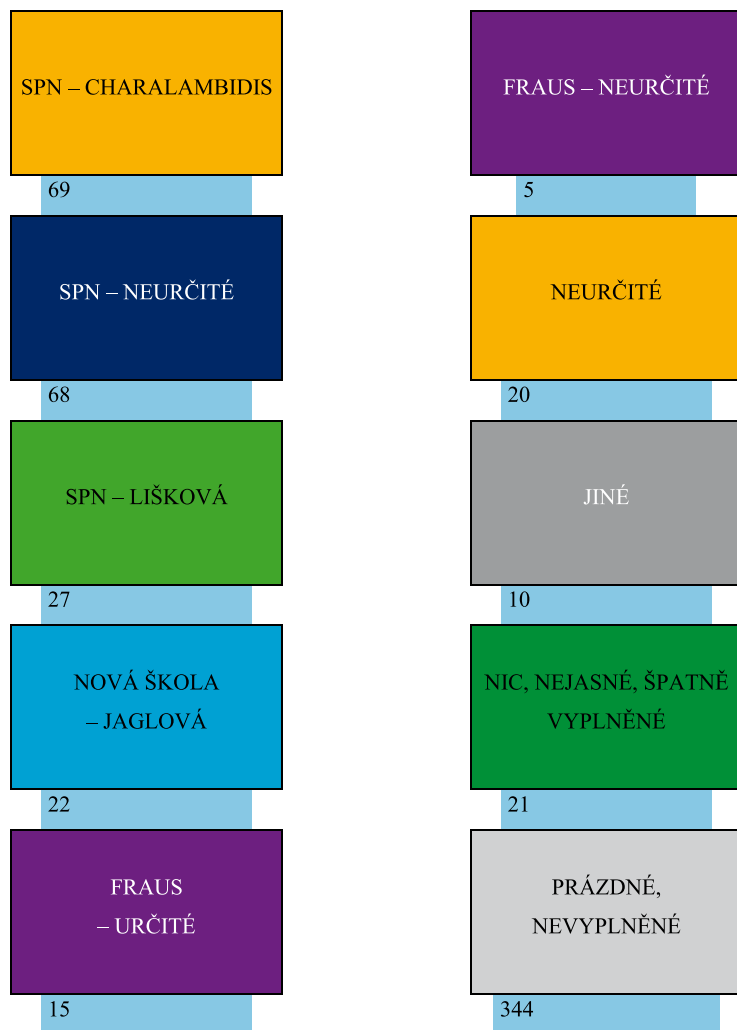 SPN – CHARALAMBIDIS
69
SPN – NEURČITÉ
68
SPN – LIŠKOVÁ
27
NOVÁ ŠKOLA
– JAGLOVÁ
22
FRAUS
– URČITÉ
15
FRAUS – NEURČITÉ
5
NEURČITÉ
20
JINÉ
10
NIC, NEJASNÉ, ŠPATNĚ
VYPLNĚNÉ
21
PRÁZDNÉ,
NEVYPLNĚNÉ
344